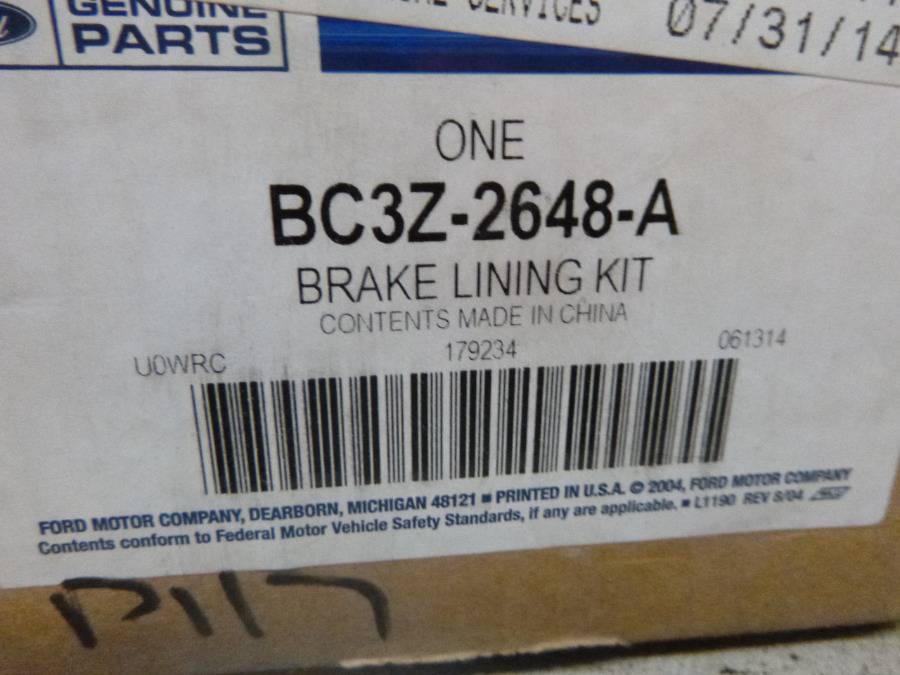 GENUINE
PARTS
SERVICES
07/31/14
ONE
BC3Z-2648-A
BRAKE LINING KIT
CONTENTS MADE IN CHINA
U0WRC 179234 061314
FORD MOTOR COMPANY, DEARBORN, MICHIGAN 48121 ■ PRINTED IN U.S.A. © 2004, FORD MOTOR COMPANY
Contents conform to Federal Motor Vehicle Safety Standards, if any are applicable. ■ L1190 REV 8/04